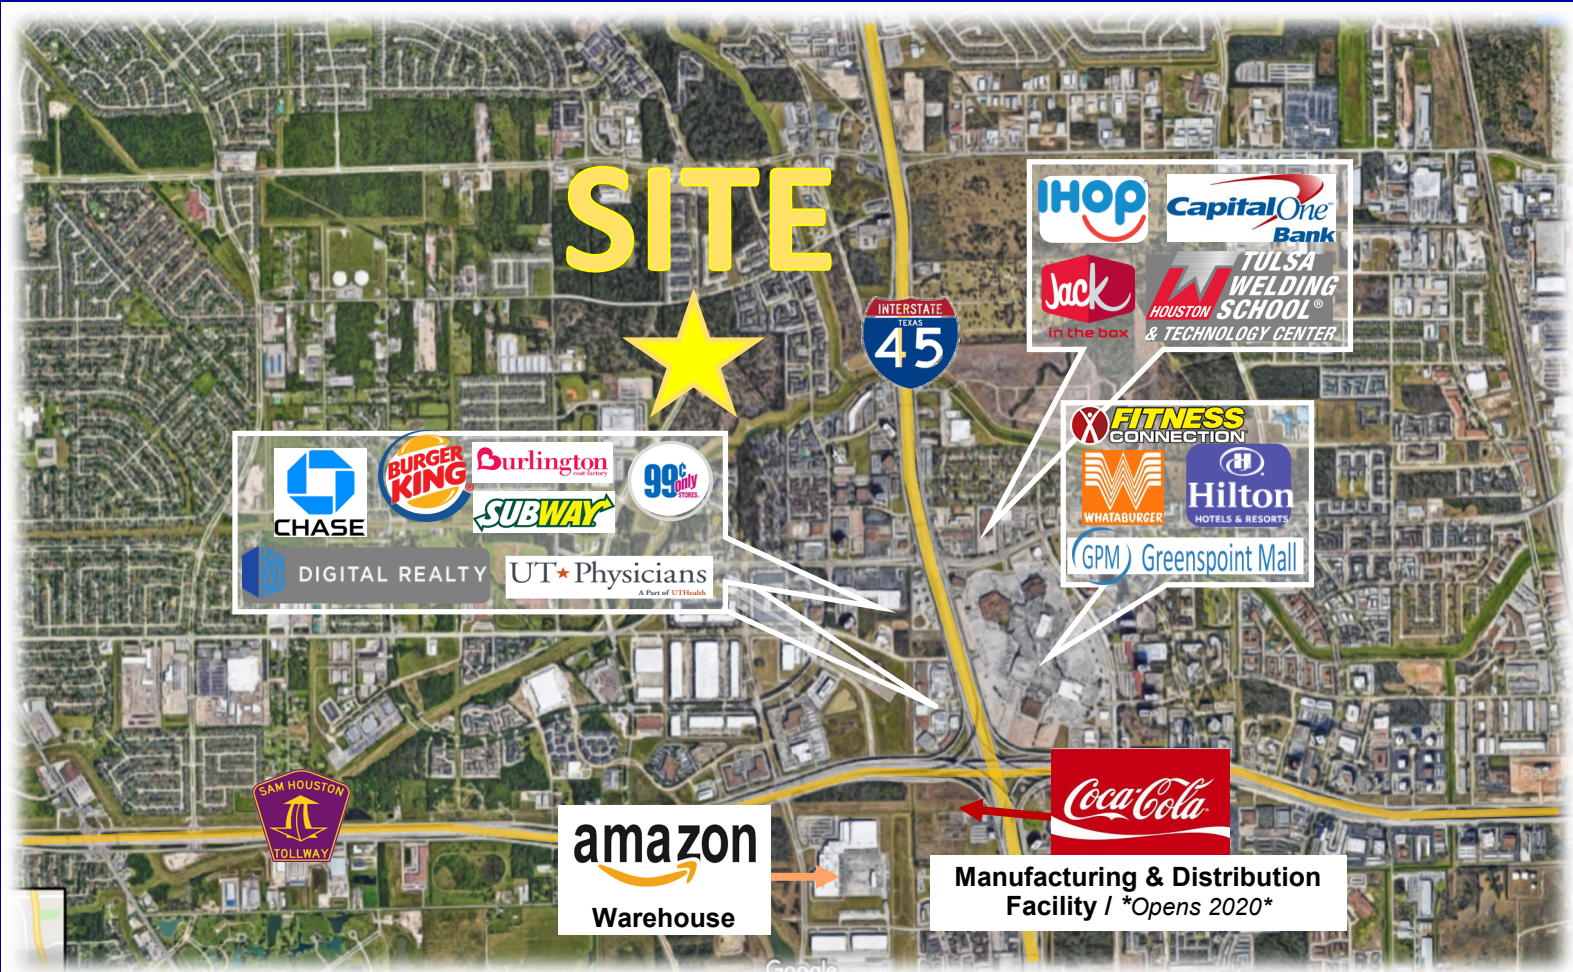 SITE
INTERSTATE
TEXAS
45
IHOP
CapitalOne
Bank
Jack
in the box
TULSA
WELDING
HOUSTON SCHOOL®
& TECHNOLOGY CENTER
FITNESS
CONNECTION
WHATABURGER
Hilton
HOTELS & RESORTS
GPM Greenspoint Mall
CHASE
BURGER
KING®
Burlington
coat factory
SUBWAY
99¢
only
STORES.
DIGITAL REALTY
UT★Physicians
A Part of UTHealth
SAM HOUSTON
TOLLWAY
amazon
Warehouse
Coca-Cola
Manufacturing & Distribution
Facility / *Opens 2020*
Google